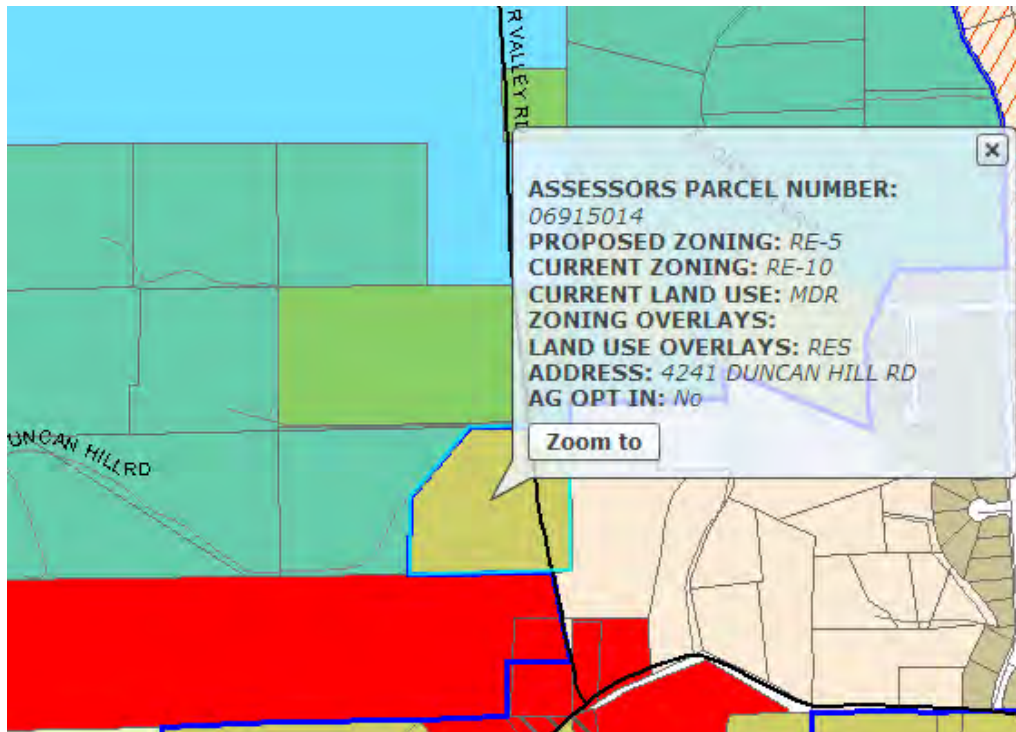 R VALLEY RD
×
ASSESSORS PARCEL NUMBER:
06915014
PROPOSED ZONING: RE-5
CURRENT ZONING: RE-10
CURRENT LAND USE: MDR
ZONING OVERLAYS:
LAND USE OVERLAYS: RES
ADDRESS: 4241 DUNCAN HILL RD
AG OPT IN: No
Zoom to
UNCAN HILL RD